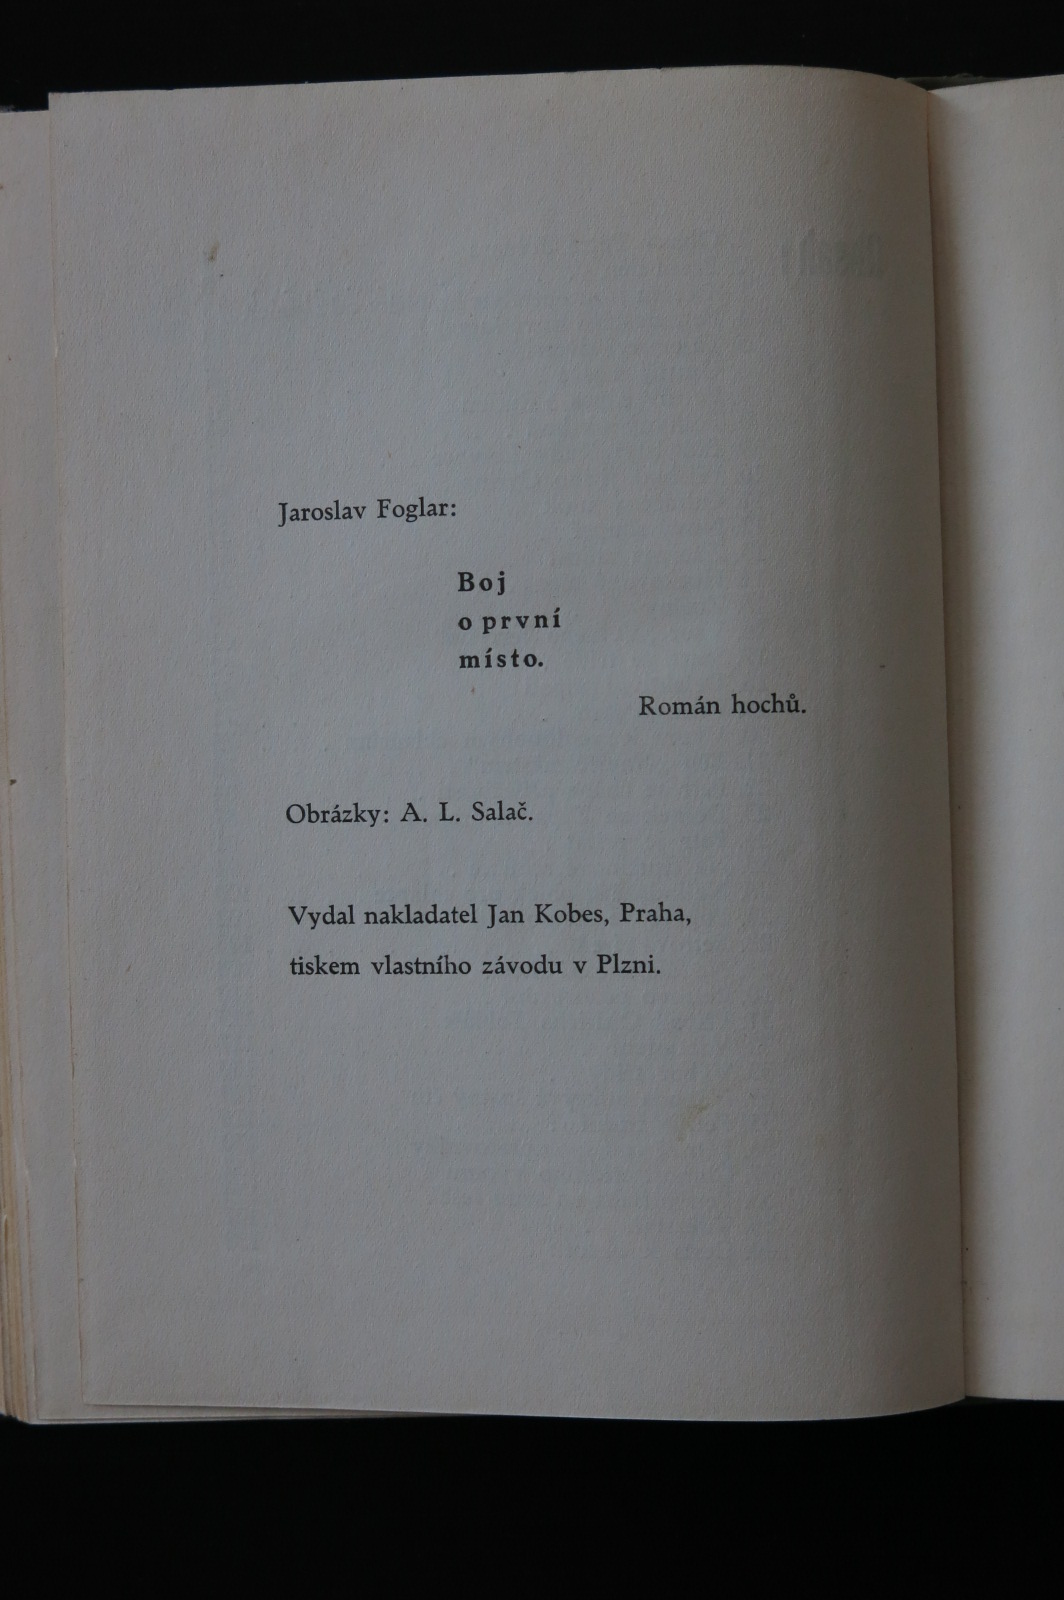 Jaroslav Foglar:
Boj
o první
místo.
Román hochů.
Obrázky: A. L. Salač.
Vydal nakladatel Jan Kobes, Praha,
tiskem vlastního závodu v Plzni.